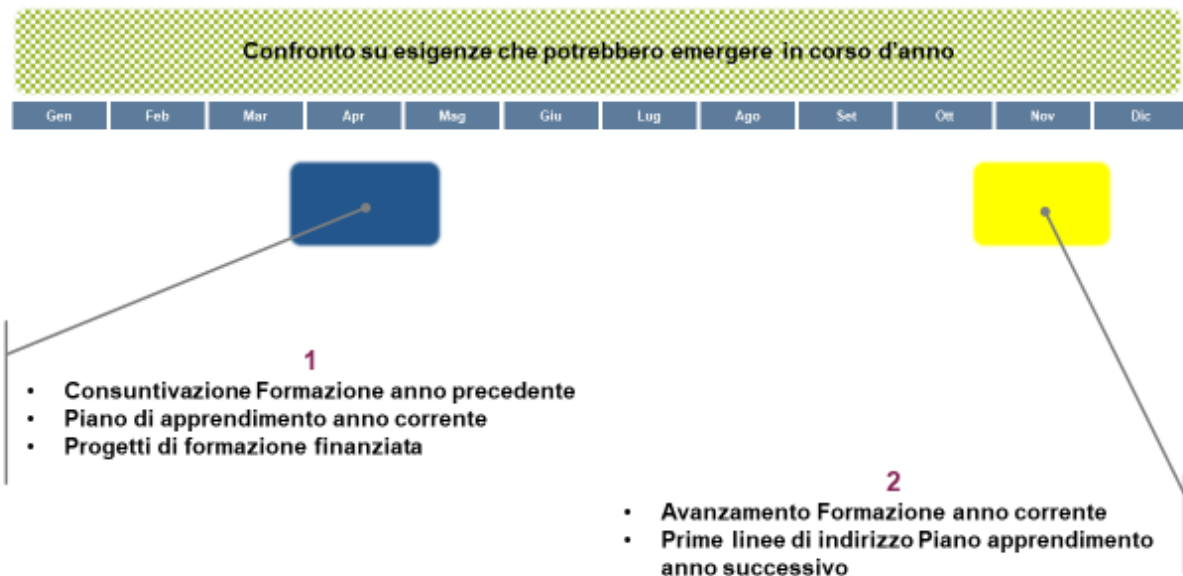 Confronto su esigenze che potrebbero emergere in corso d'anno
Gen Feb Mar Apr Mag Giu Lug Ago Set Ott Nov Dic
1
• Consuntivazione Formazione anno precedente
• Piano di apprendimento anno corrente
• Progetti di formazione finanziata
2
• Avanzamento Formazione anno corrente
• Prime linee di indirizzo Piano apprendimento
anno successivo